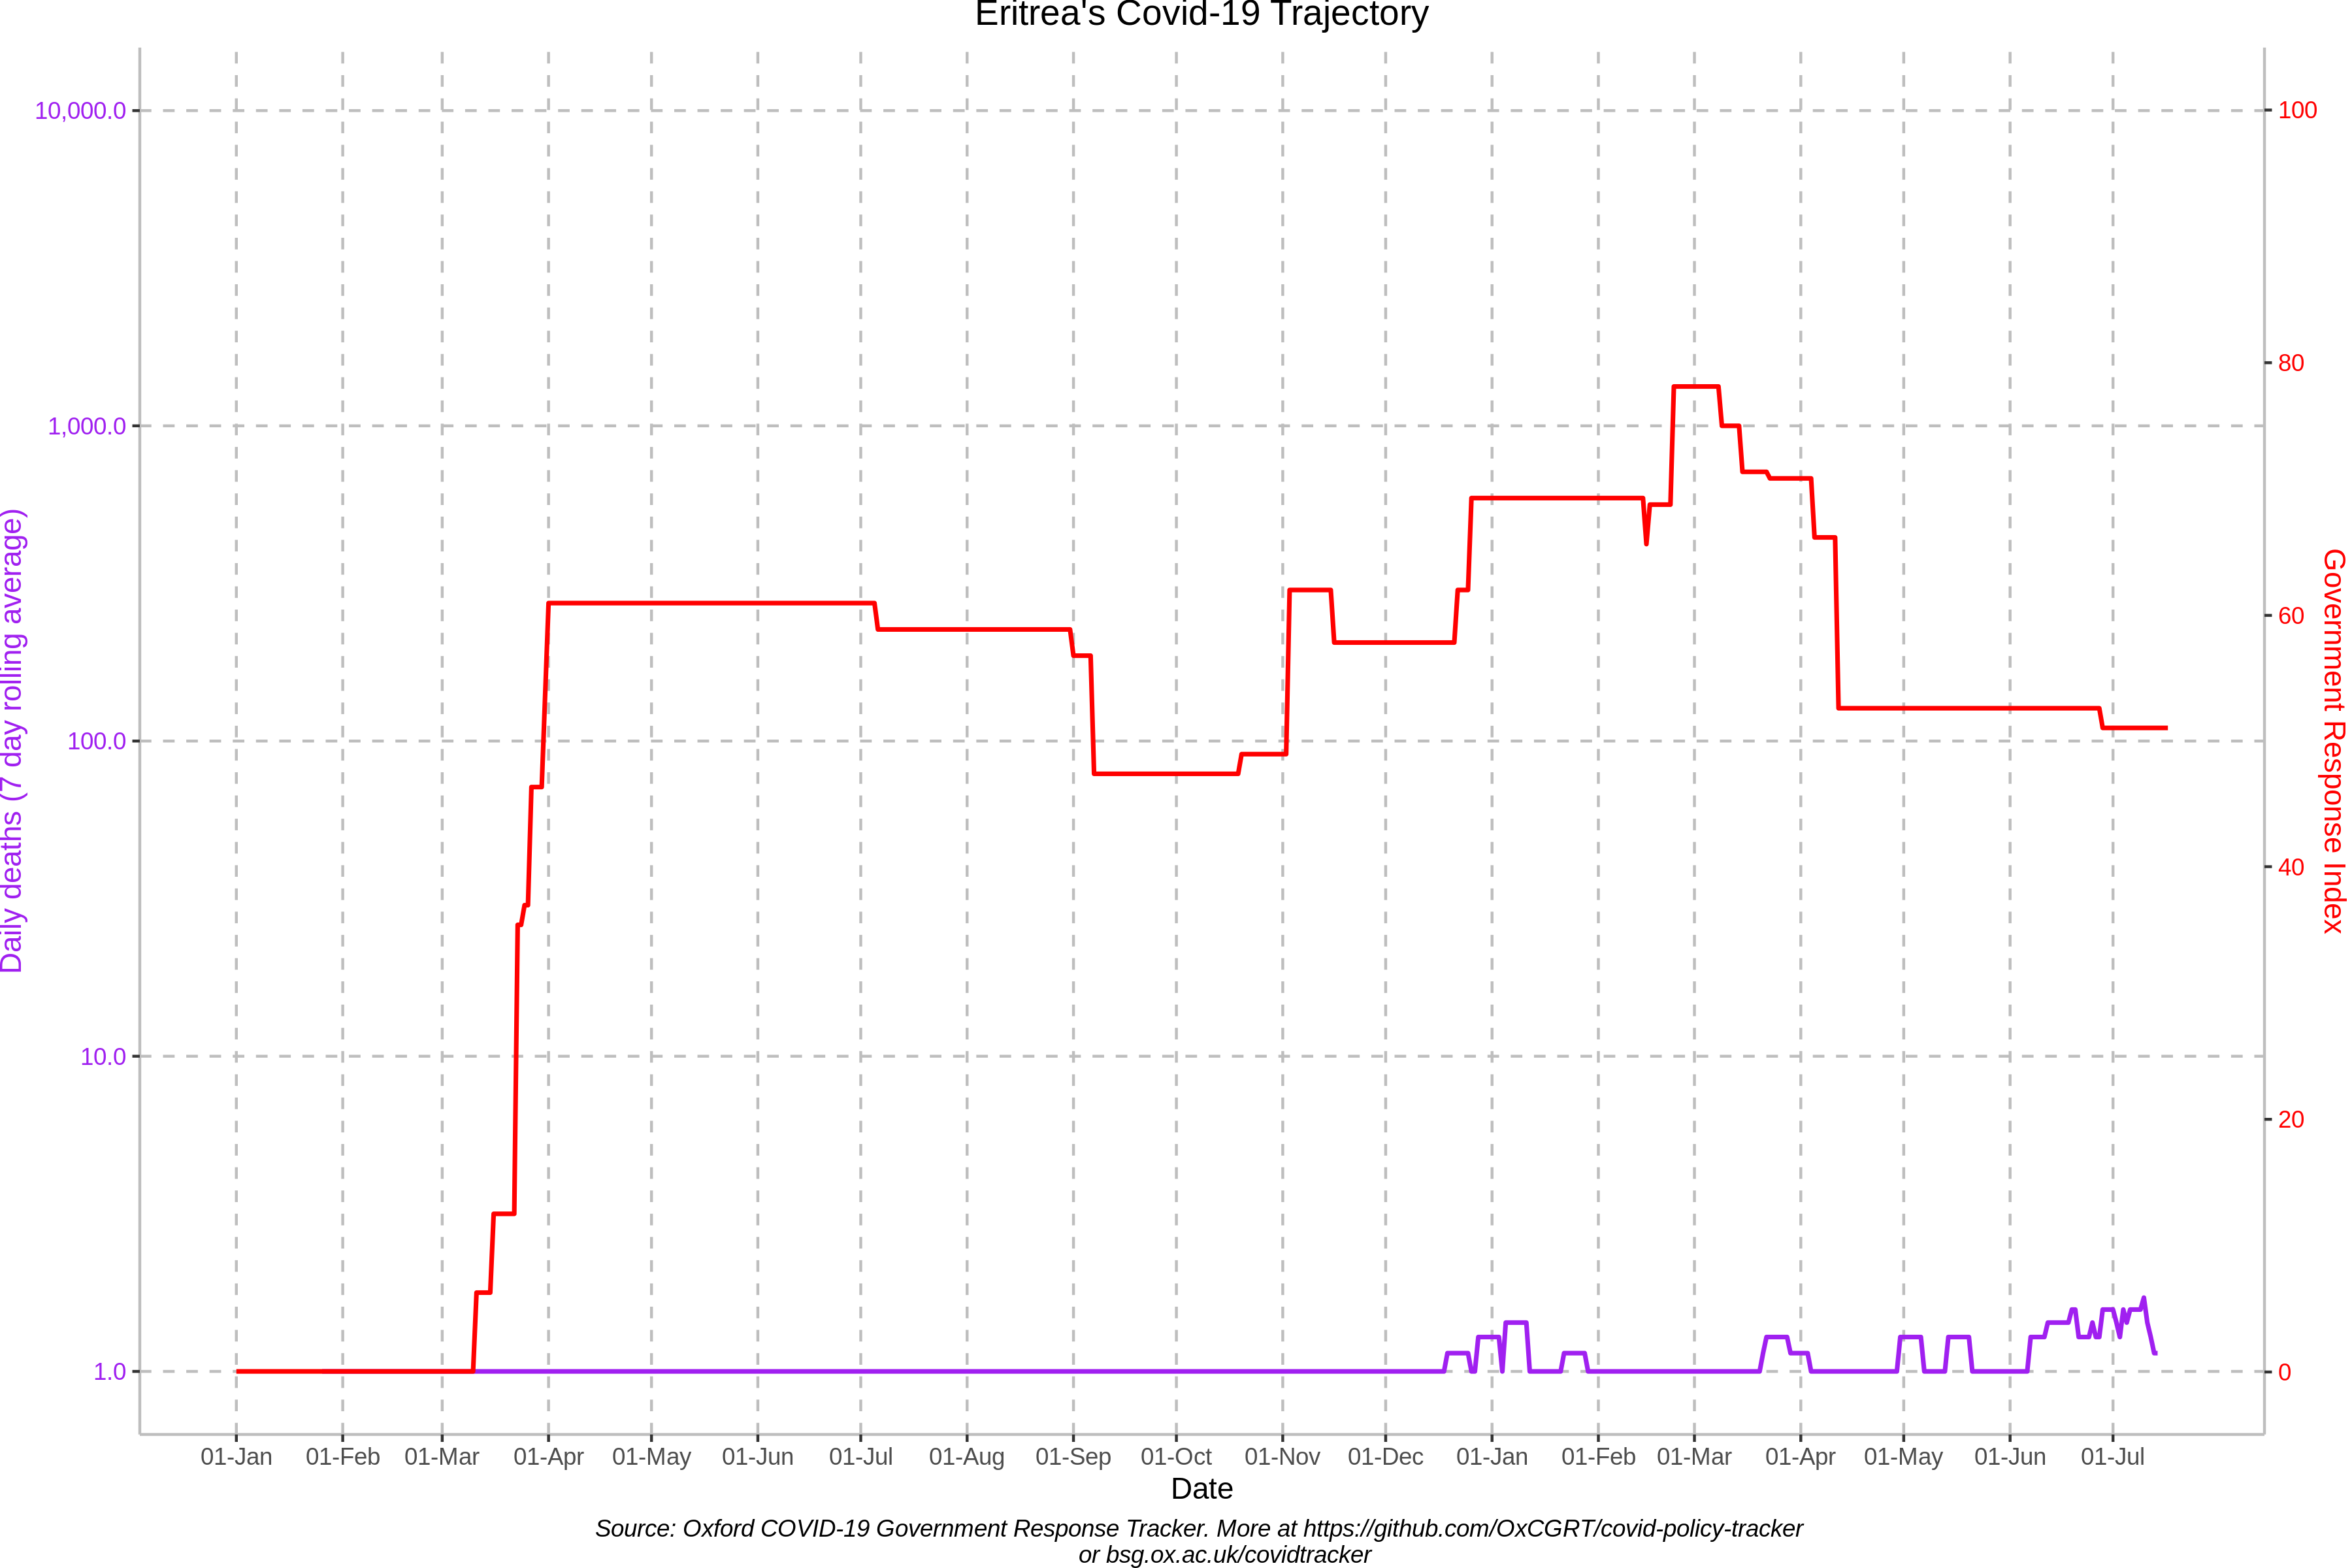 Eritrea's Covid-19 Trajectory
10,000.0
1,000.0
100.0
10.0
1.0
Daily deaths (7 day rolling average)
100
80
60
40
20
0
Government Response Index
01-Jan 01-Feb 01-Mar 01-Apr 01-May 01-Jun 01-Jul 01-Aug 01-Sep 01-Oct 01-Nov 01-Dec 01-Jan 01-Feb 01-Mar 01-Apr 01-May 01-Jun 01-Jul
Date
Source: Oxford COVID-19 Government Response Tracker. More at https://github.com/OxCGRT/covid-policy-tracker
or bsg.ox.ac.uk/covidtracker